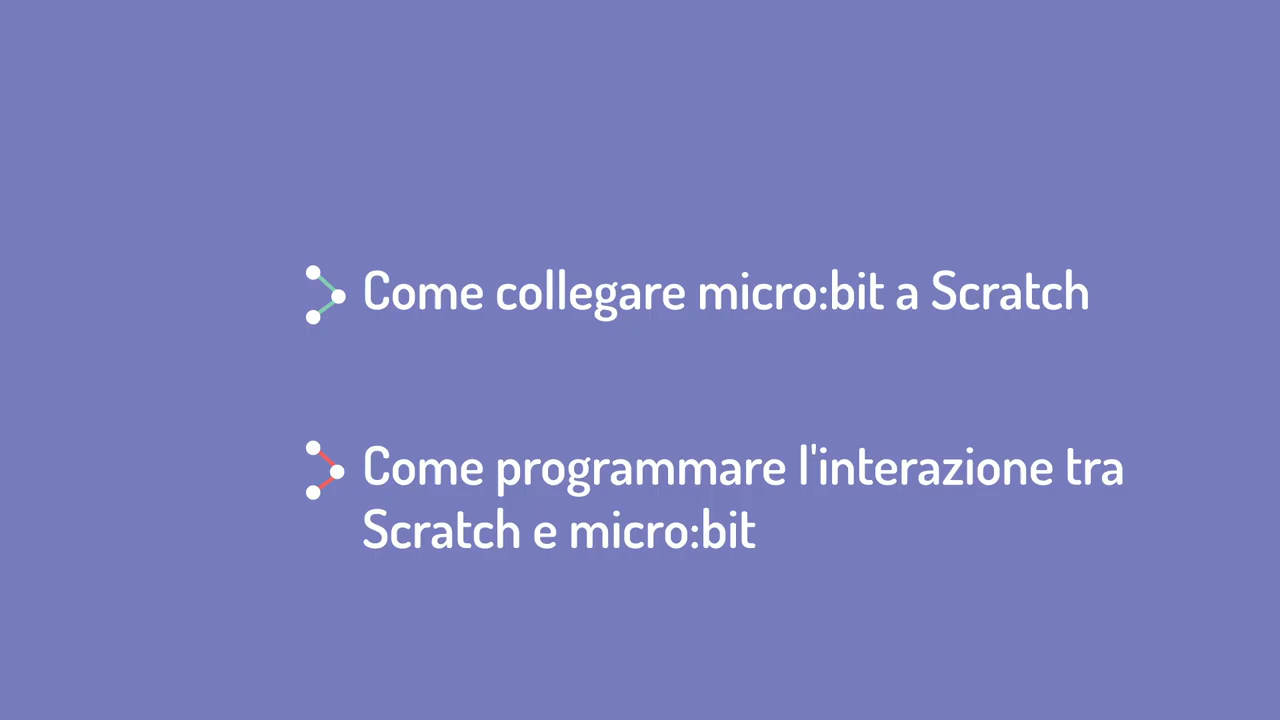 Come collegare micro:bit a Scratch
Come programmare l'interazione tra
Scratch e micro:bit